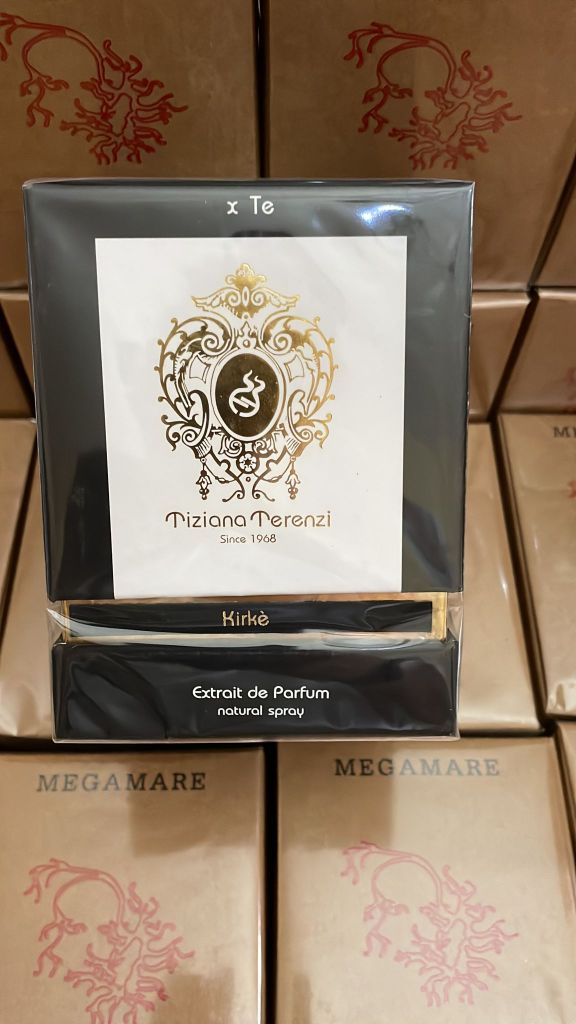 x Te
Tiziana Terenzi
Since 1968
Kirkè
Extrait de Parfum
natural spray
MEGAMARE
MEGAMARE